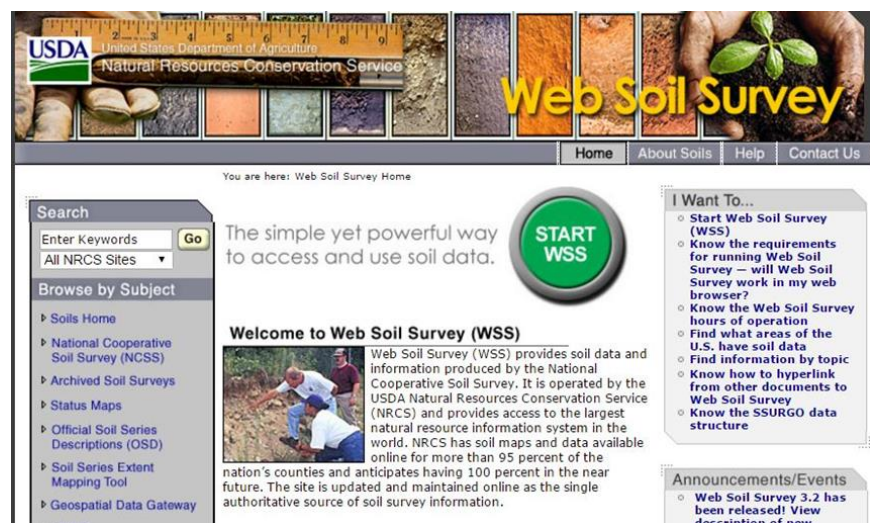 2 3 4 5 6 7 8 9
USDA
United States Department of Agriculture
Natural Resources Conservation Service
Web Soil Survey
Home
About Soils
Help
Contact Us
You are here: Web Soil Survey Home
Search
Enter Keywords
Go
All NRCS Sites
Browse by Subject
Soils Home
National Cooperative
Soil Survey (NCSS)
Archived Soil Surveys
Status Maps
Official Soil Series
Descriptions (OSD)
Soil Series Extent
Mapping Tool
Geospatial Data Gateway
The simple yet powerful way
to access and use soil data.
START
WSS
Welcome to Web Soil Survey (WSS)
Web Soil Survey (WSS) provides soil data and
information produced by the National
Cooperative Soil Survey. It is operated by the
USDA Natural Resources Conservation Service
(NRCS) and provides access to the largest
natural resource information system in the
world. NRCS has soil maps and data available
online for more than 95 percent of the
nation's counties and anticipates having 100 percent in the near
future. The site is updated and maintained online as the single
authoritative source of soil survey information.
I Want To...
Start Web Soil Survey
(WSS)
Know the requirements
for running Web Soil
Survey — will Web Soil
Survey work in my web
browser?
Know the Web Soil Survey
hours of operation
Find what areas of the
U.S. have soil data
Find information by topic
Know how to hyperlink
from other documents to
Web Soil Survey
Know the SSURGO data
structure
Announcements/Events
Web Soil Survey 3.2 has
been released! View
description of new